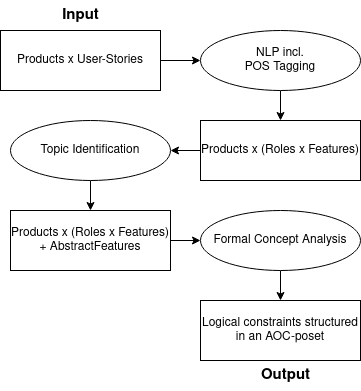 Input
Products x User-Stories
NLP incl.
POS Tagging
Products x (Roles x Features)
Topic Identification
Products x (Roles x Features)
+ AbstractFeatures
Formal Concept Analysis
Logical constraints structured
in an AOC-poset
Output